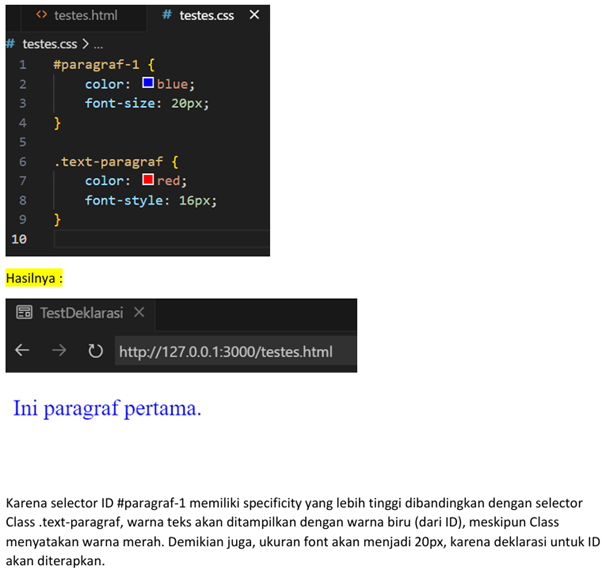 testes.html # testes.css ×
# testes.css > ...
1 #paragraf-1 {
2 color: blue;
3 font-size: 20px;
4 }
5
6 .text-paragraf {
7 color: red;
8 font-style: 16px;
9 }
10
Hasilnya :
TestDeklarasi ×
http://127.0.0.1:3000/testes.html
Ini paragraf pertama.
Karena selector ID #paragraf-1 memiliki specificity yang lebih tinggi dibandingkan dengan selector
Class .text-paragraf, warna teks akan ditampilkan dengan warna biru (dari ID), meskipun Class
menyatakan warna merah. Demikian juga, ukuran font akan menjadi 20px, karena deklarasi untuk ID
akan diterapkan.